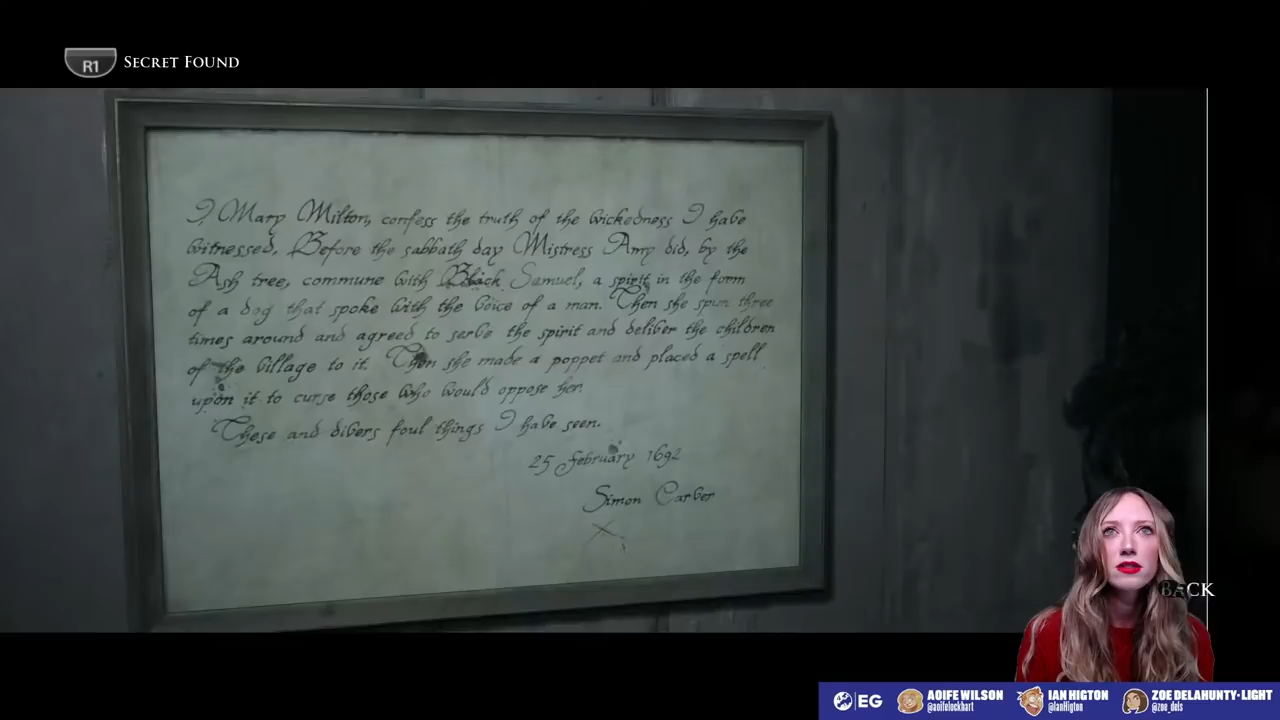 R1 SECRET FOUND
I, Mary Milton, confess the truth of the wickedness I have
witnessed. Before the sabbath day Mistress Amy did, by the
Ash tree, commune with Black Samuel, a spirit in the form
of a dog that spoke with the voice of a man. Then she spun three
times around and agreed to serve the spirit and deliver the children
of the village to it. Then she made a poppet and placed a spell
upon it to curse those who would oppose her.
These and divers foul things I have seen.
25 February 1692
Simon Carver
X
BACK
EG AOIFE WILSON @aoifelockhart IAN HIGTON @IanHigton ZOE DELAHUNTY-LIGHT @zoe_dels